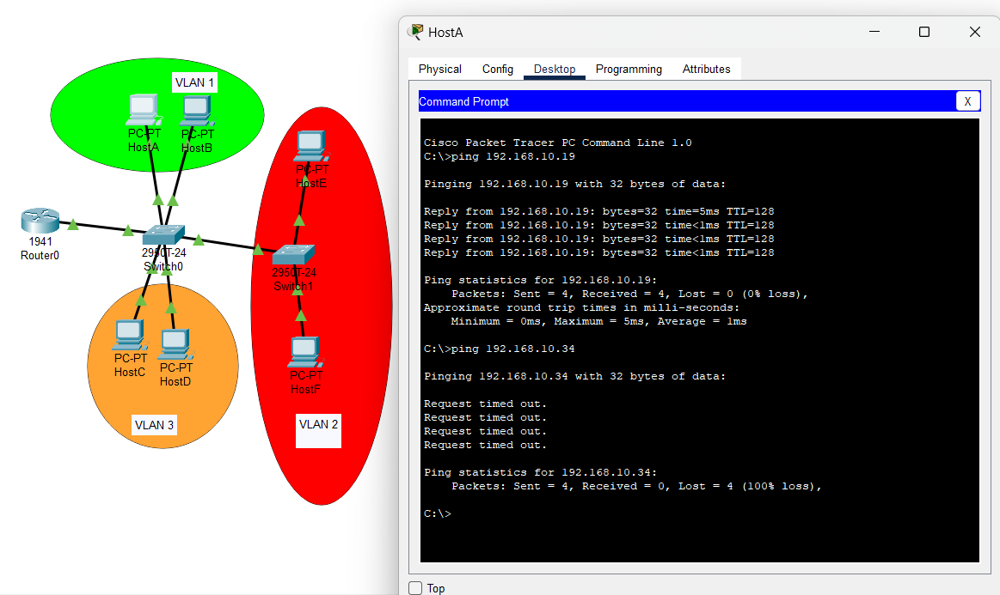 VLAN 1
PC-PT
HostA
PC-PT
HostB
PC-PT
HostE
1941
Router0
2950T-24
Switch0
2950T-24
Switch1
PC-PT
HostC
PC-PT
HostD
PC-PT
HostF
VLAN 3
VLAN 2
HostA
Physical Config Desktop Programming Attributes
Command Prompt X
Cisco Packet Tracer PC Command Line 1.0
C:\>ping 192.168.10.19
Pinging 192.168.10.19 with 32 bytes of data:
Reply from 192.168.10.19: bytes=32 time=5ms TTL=128
Reply from 192.168.10.19: bytes=32 time<1ms TTL=128
Reply from 192.168.10.19: bytes=32 time<1ms TTL=128
Reply from 192.168.10.19: bytes=32 time<1ms TTL=128
Ping statistics for 192.168.10.19:
Packets: Sent = 4, Received = 4, Lost = 0 (0% loss),
Approximate round trip times in milli-seconds:
Minimum = 0ms, Maximum = 5ms, Average = 1ms
C:\>ping 192.168.10.34
Pinging 192.168.10.34 with 32 bytes of data:
Request timed out.
Request timed out.
Request timed out.
Request timed out.
Ping statistics for 192.168.10.34:
Packets: Sent = 4, Received = 0, Lost = 4 (100% loss),
C:\>
Top